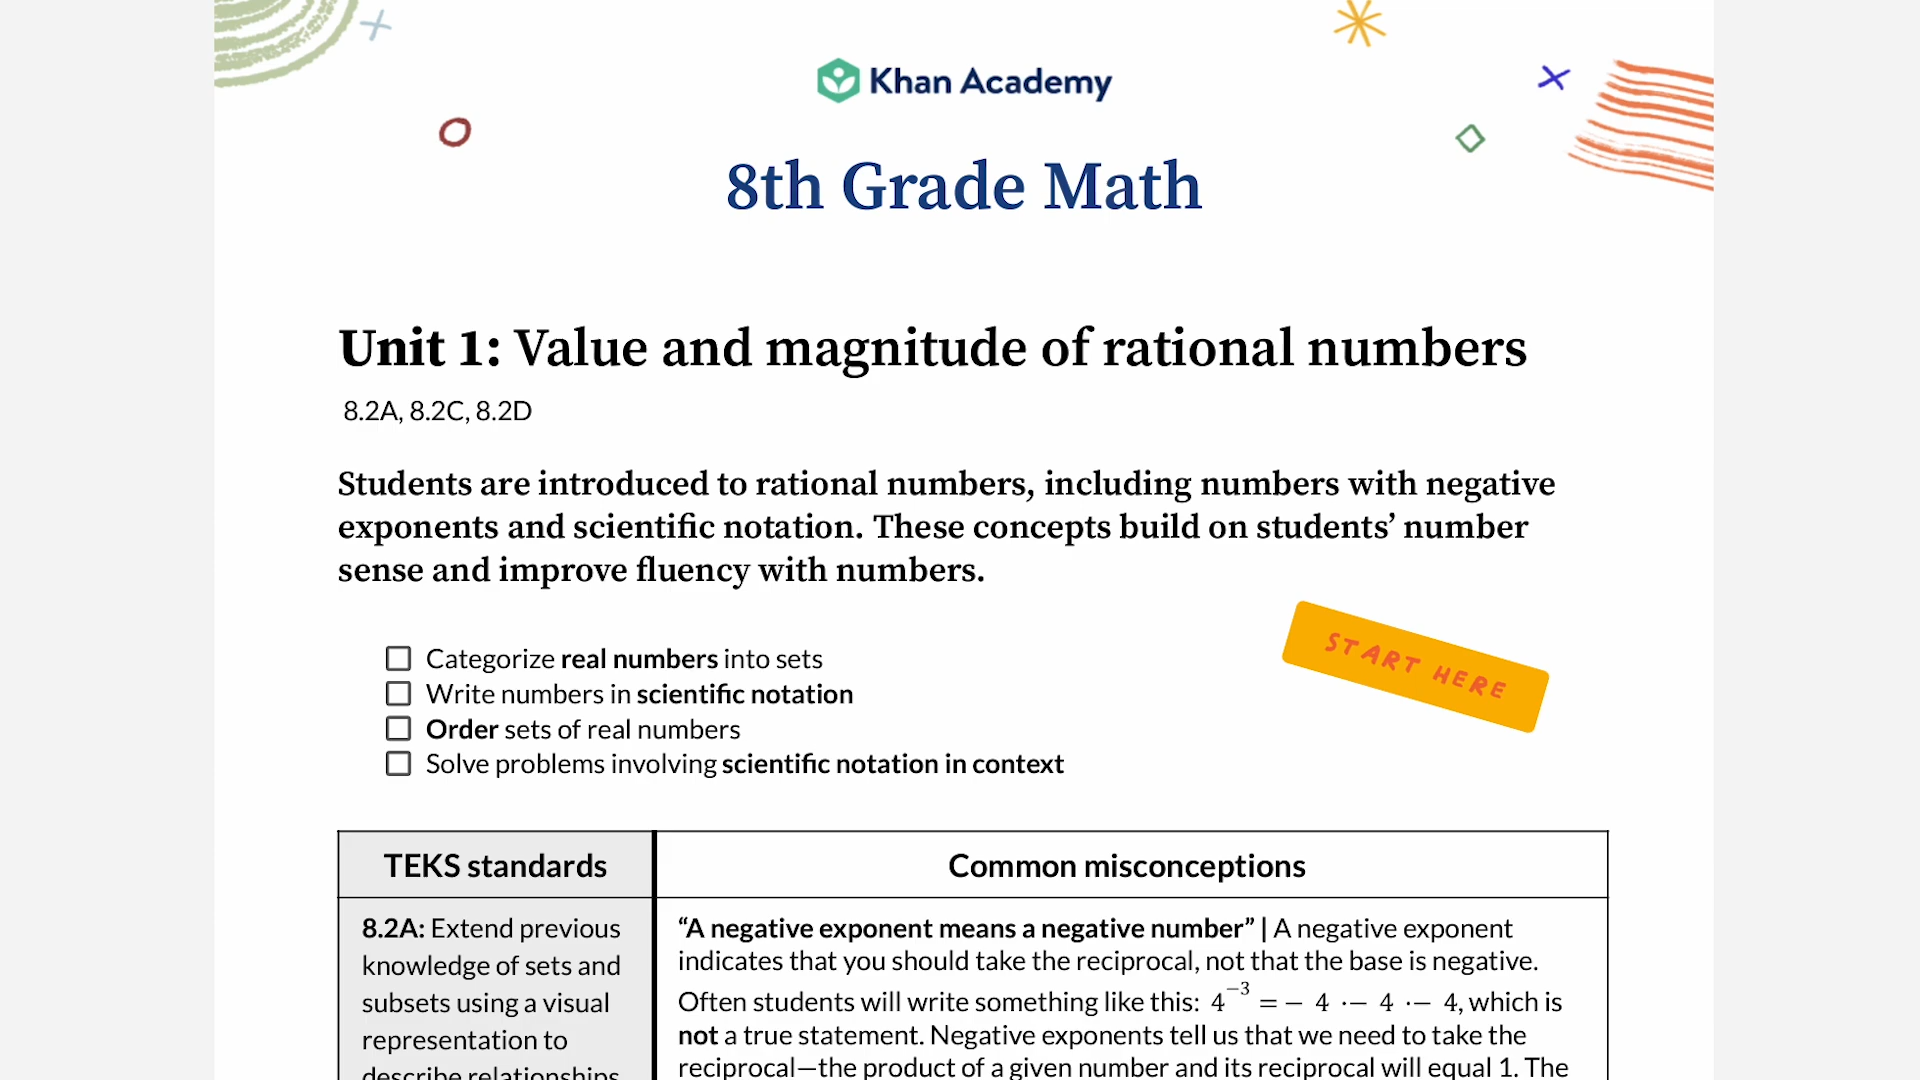 Khan Academy
8th Grade Math
Unit 1: Value and magnitude of rational numbers
8.2A, 8.2C, 8.2D
Students are introduced to rational numbers, including numbers with negative
exponents and scientific notation. These concepts build on students’ number
sense and improve fluency with numbers.
START HERE
Categorize real numbers into sets
Write numbers in scientific notation
Order sets of real numbers
Solve problems involving scientific notation in context
TEKS standards
Common misconceptions
8.2A: Extend previous
knowledge of sets and
subsets using a visual
representation to
describe relationships
“A negative exponent means a negative number” | A negative exponent
indicates that you should take the reciprocal, not that the base is negative.
Often students will write something like this: 4⁻³ = − 4 ·− 4 ·− 4, which is
not a true statement. Negative exponents tell us that we need to take the
reciprocal—the product of a given number and its reciprocal will equal 1. The